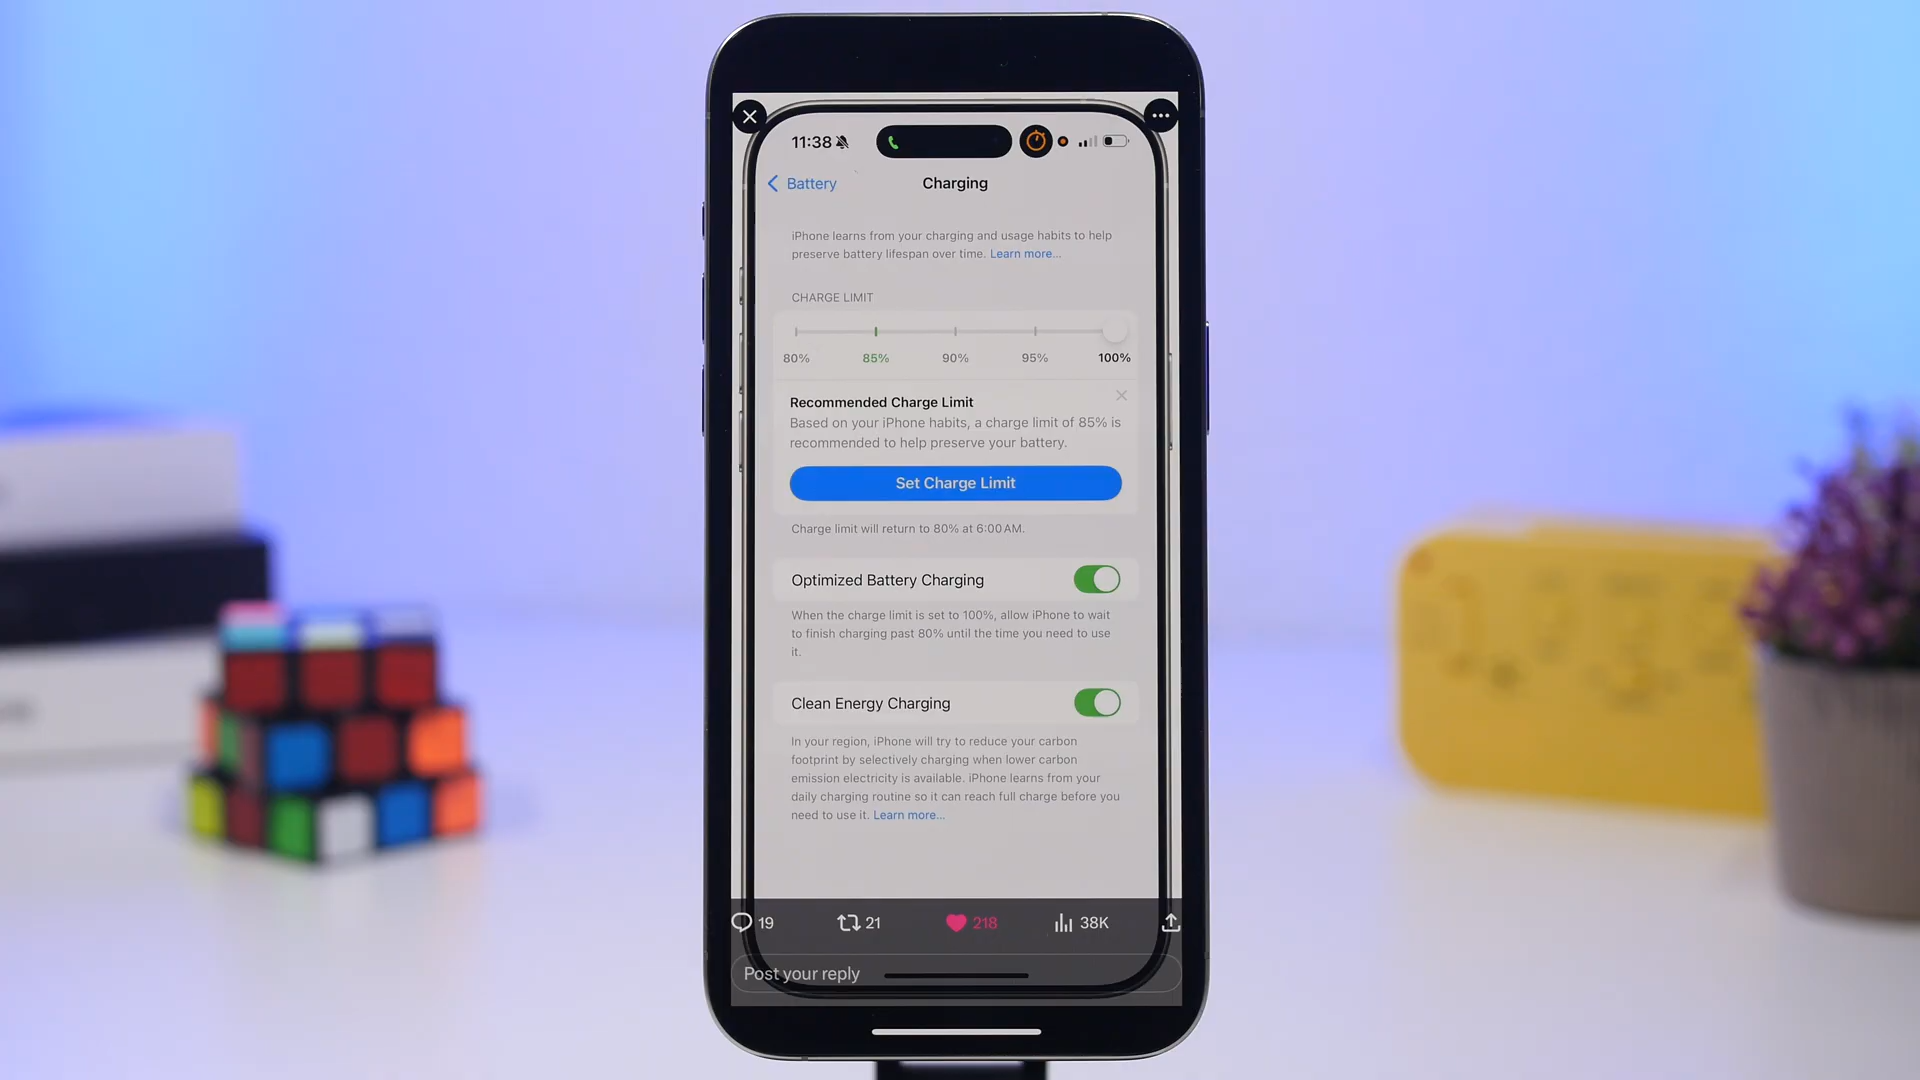 11:38
Battery
Charging
iPhone learns from your charging and usage habits to help
preserve battery lifespan over time. Learn more...
CHARGE LIMIT
80% 85% 90% 95% 100%
Recommended Charge Limit
Based on your iPhone habits, a charge limit of 85% is
recommended to help preserve your battery.
Set Charge Limit
Charge limit will return to 80% at 6:00 AM.
Optimized Battery Charging
When the charge limit is set to 100%, allow iPhone to wait
to finish charging past 80% until the time you need to use
it.
Clean Energy Charging
In your region, iPhone will try to reduce your carbon
footprint by selectively charging when lower carbon
emission electricity is available. iPhone learns from your
daily charging routine so it can reach full charge before you
need to use it. Learn more...
19 21 218 38K
Post your reply